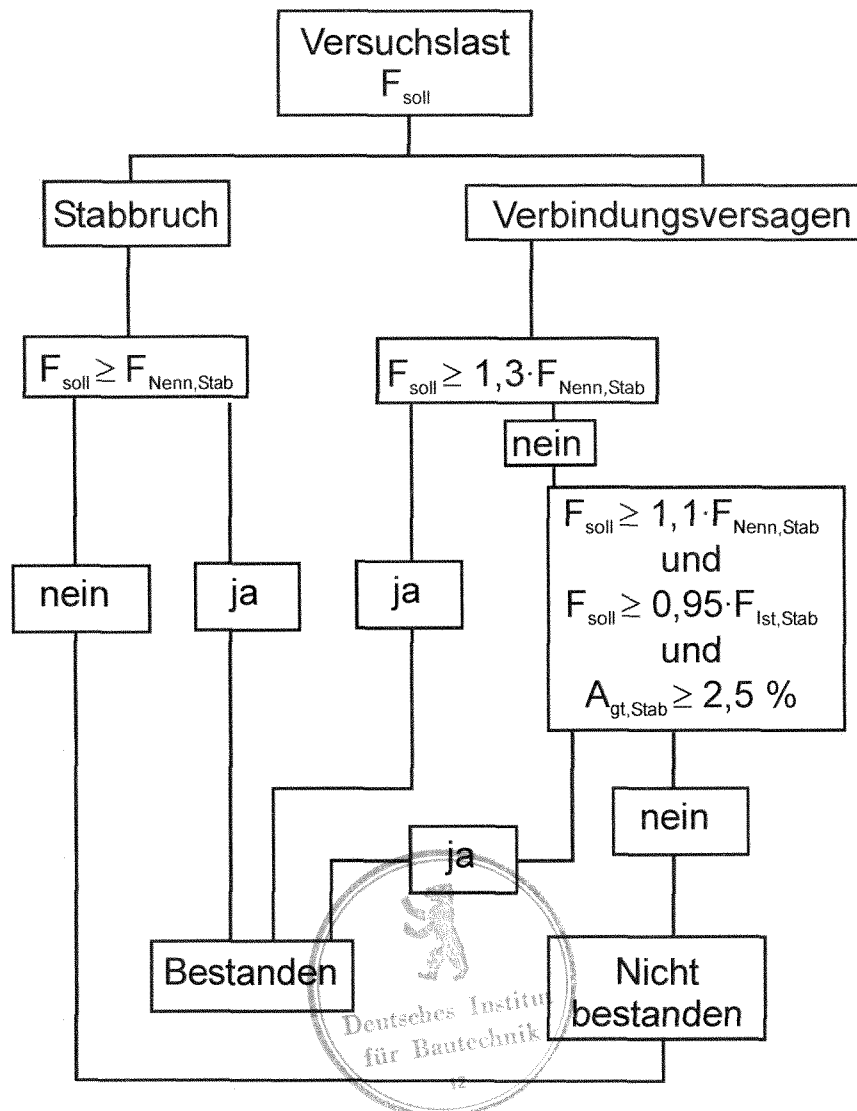 Versuchslast
F_soll
Stabbruch
Verbindungsversagen
F_soll ≥ F_Nenn,Stab
F_soll ≥ 1,3·F_Nenn,Stab
nein
F_soll ≥ 1,1·F_Nenn,Stab
und
F_soll ≥ 0,95·F_Ist,Stab
und
A_gt,Stab ≥ 2,5 %
nein
ja
ja
nein
ja
Bestanden
Nicht
bestanden
Deutsches Institut
für Bautechnik
12